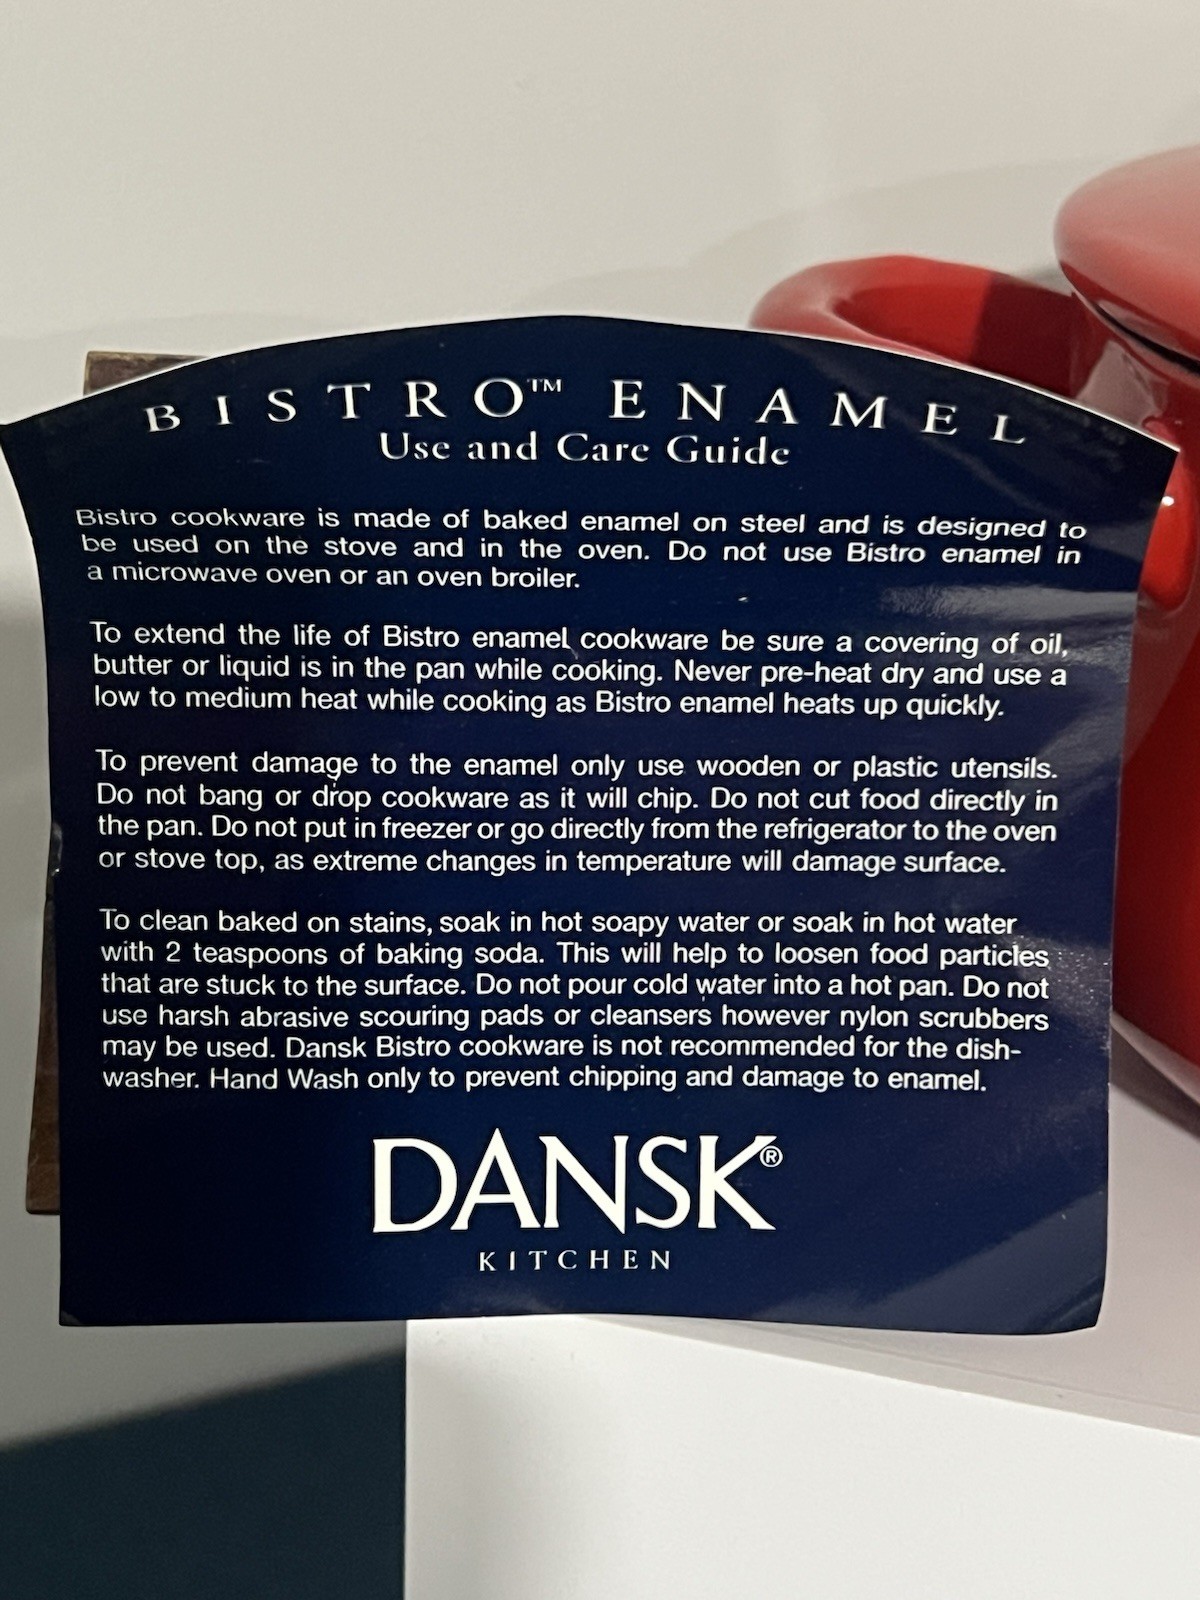 BISTRO™ ENAMEL
Use and Care Guide
Bistro cookware is made of baked enamel on steel and is designed to
be used on the stove and in the oven. Do not use Bistro enamel in
a microwave oven or an oven broiler.
To extend the life of Bistro enamel cookware be sure a covering of oil,
butter or liquid is in the pan while cooking. Never pre-heat dry and use a
low to medium heat while cooking as Bistro enamel heats up quickly.
To prevent damage to the enamel only use wooden or plastic utensils.
Do not bang or drop cookware as it will chip. Do not cut food directly in
the pan. Do not put in freezer or go directly from the refrigerator to the oven
or stove top, as extreme changes in temperature will damage surface.
To clean baked on stains, soak in hot soapy water or soak in hot water
with 2 teaspoons of baking soda. This will help to loosen food particles
that are stuck to the surface. Do not pour cold water into a hot pan. Do not
use harsh abrasive scouring pads or cleansers however nylon scrubbers
may be used. Dansk Bistro cookware is not recommended for the dish-
washer. Hand Wash only to prevent chipping and damage to enamel.
DANSK®
KITCHEN